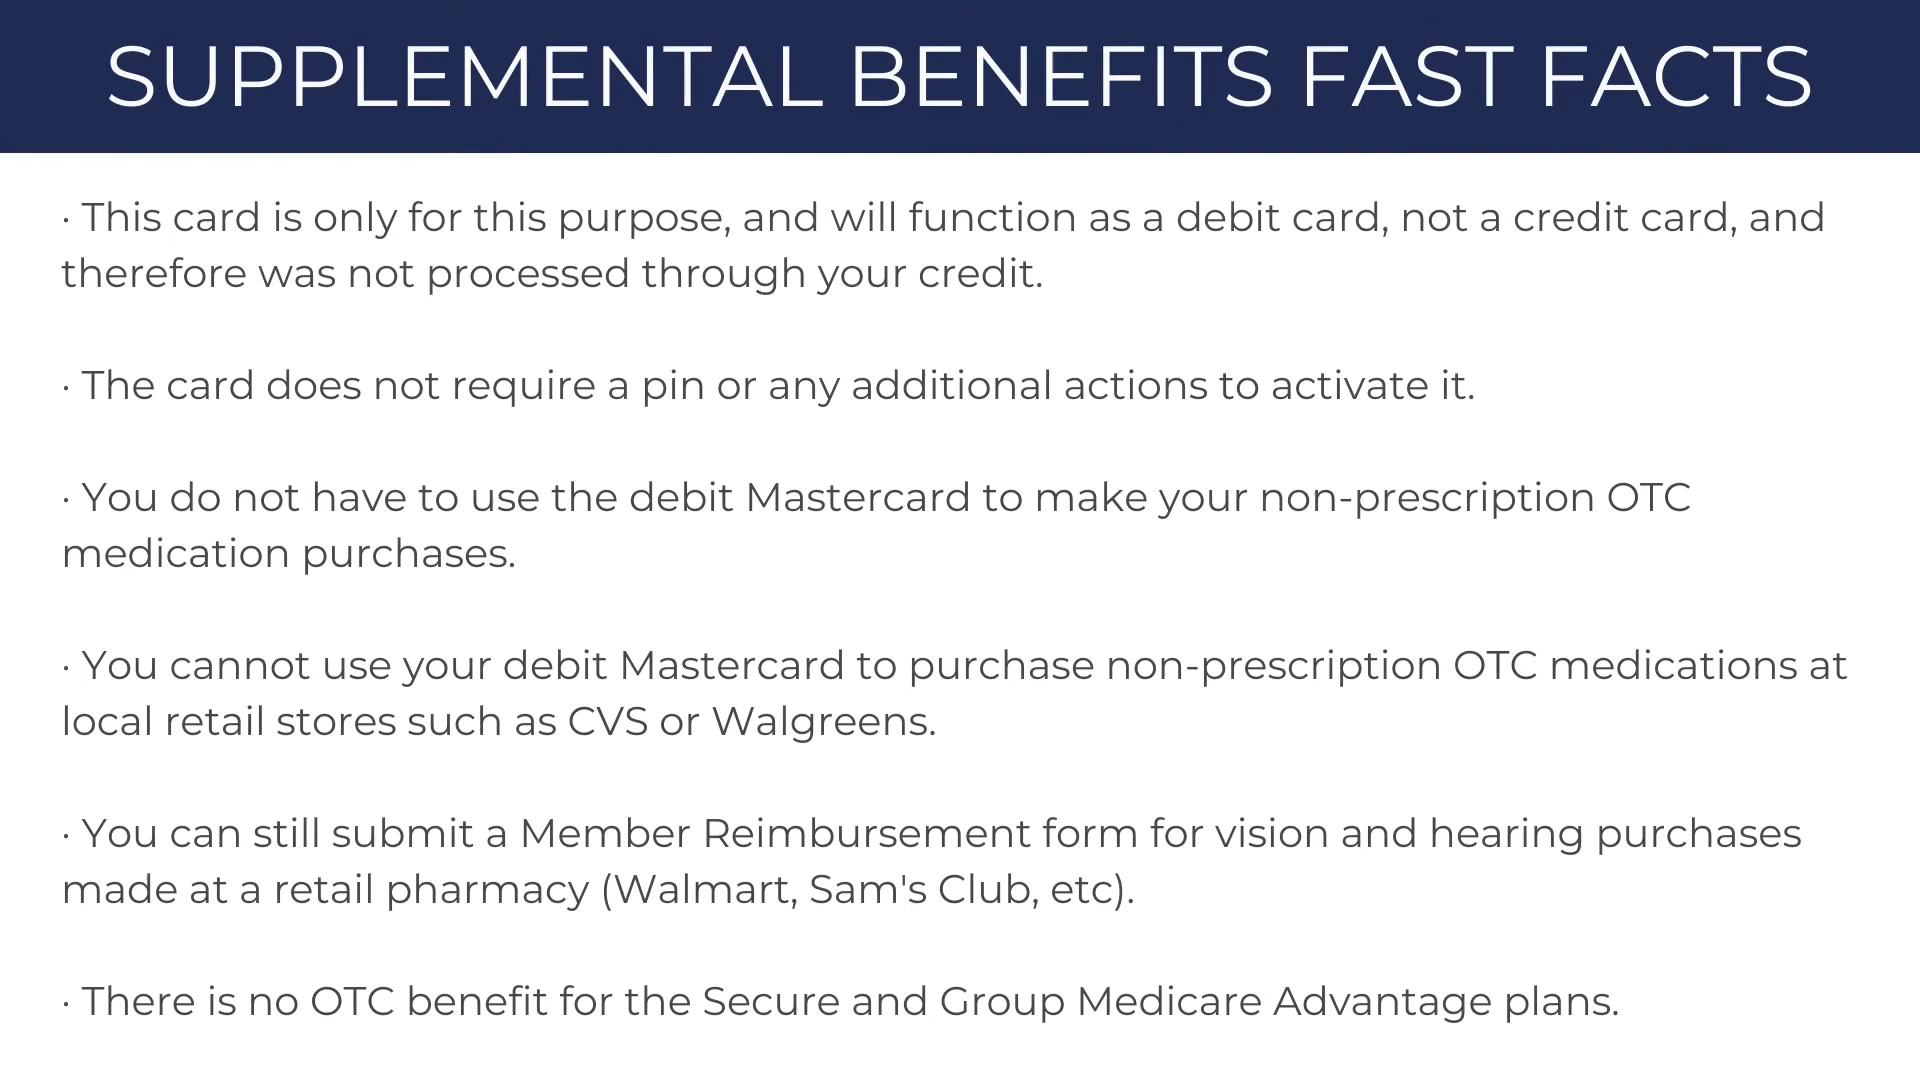 SUPPLEMENTAL BENEFITS FAST FACTS
· This card is only for this purpose, and will function as a debit card, not a credit card, and
therefore was not processed through your credit.
· The card does not require a pin or any additional actions to activate it.
· You do not have to use the debit Mastercard to make your non-prescription OTC
medication purchases.
· You cannot use your debit Mastercard to purchase non-prescription OTC medications at
local retail stores such as CVS or Walgreens.
· You can still submit a Member Reimbursement form for vision and hearing purchases
made at a retail pharmacy (Walmart, Sam's Club, etc).
· There is no OTC benefit for the Secure and Group Medicare Advantage plans.